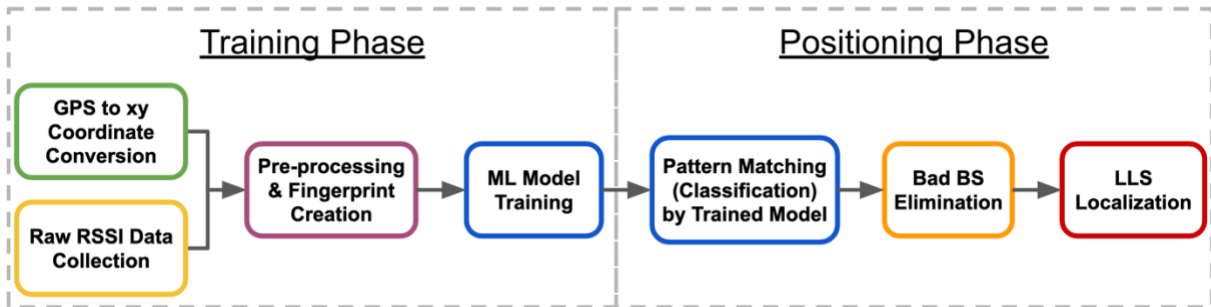 Training Phase
GPS to xy
Coordinate
Conversion
Raw RSSI Data
Collection
Pre-processing
& Fingerprint
Creation
ML Model
Training
Positioning Phase
Pattern Matching
(Classification)
by Trained Model
Bad BS
Elimination
LLS
Localization